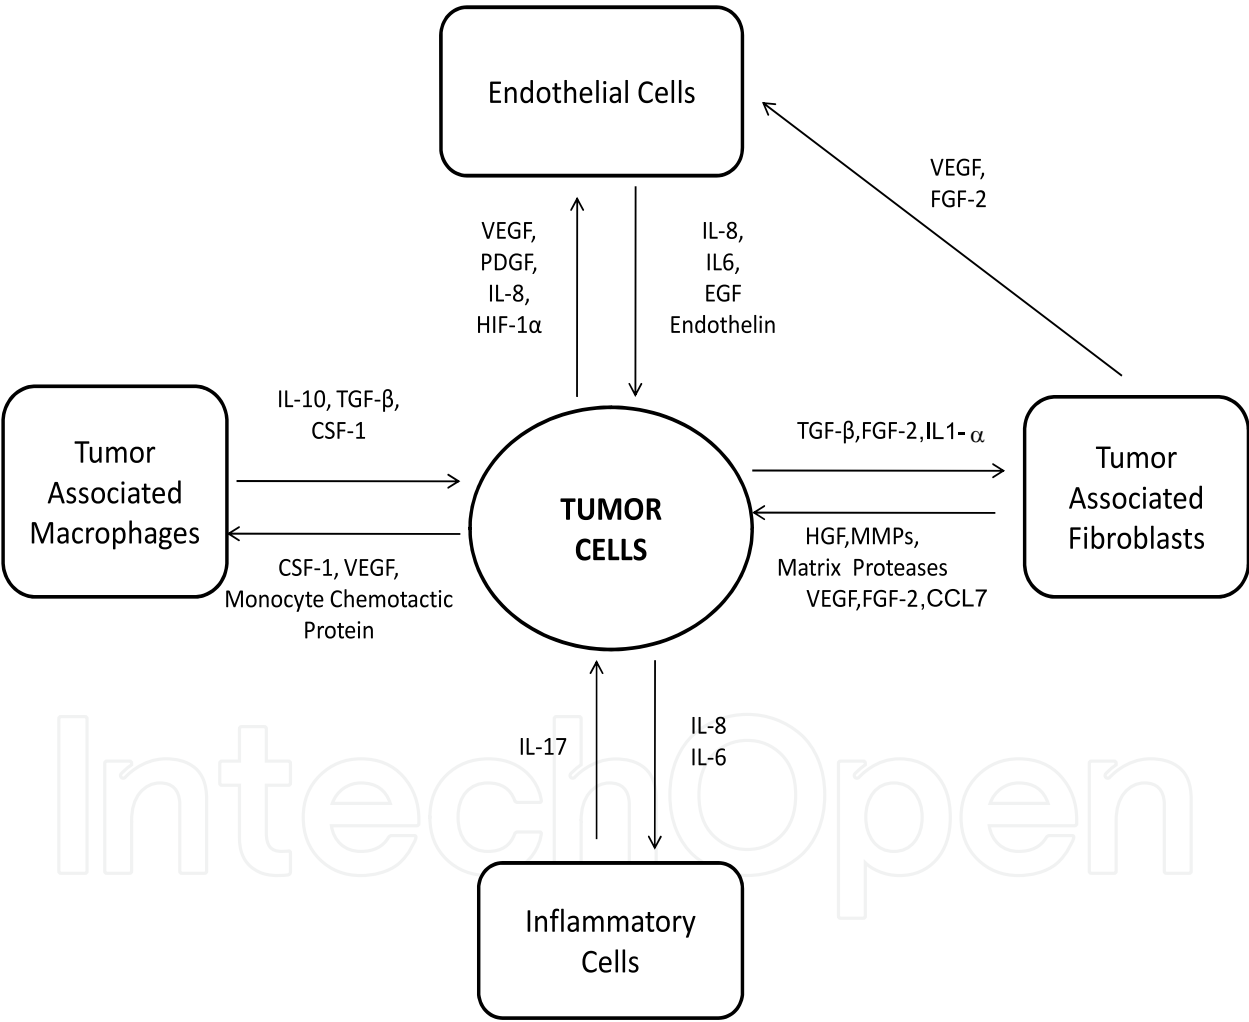 Endothelial Cells
VEGF,
FGF-2
VEGF,
PDGF,
IL-8,
HIF-1α
IL-8,
IL6,
EGF
Endothelin
Tumor
Associated
Macrophages
IL-10, TGF-β,
CSF-1
CSF-1, VEGF,
Monocyte Chemotactic
Protein
TUMOR
CELLS
TGF-β,FGF-2,IL1- α
HGF,MMPs,
Matrix Proteases
VEGF,FGF-2,CCL7
Tumor
Associated
Fibroblasts
IL-17
IL-8
IL-6
Inflammatory
Cells
IntechOpen